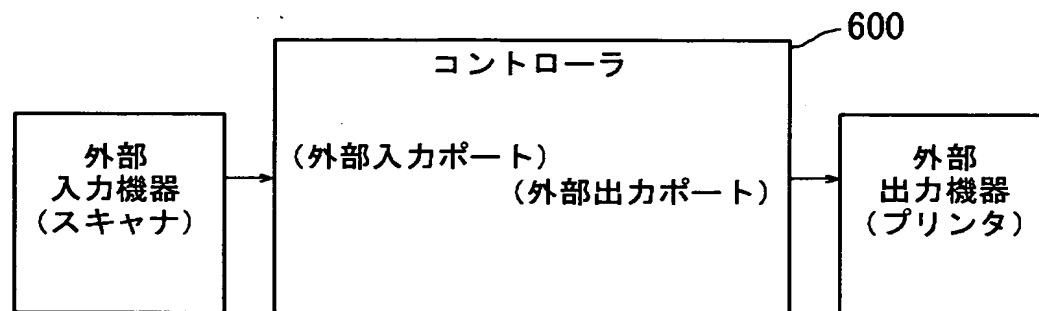 600
コントローラ
外部
入力機器
(スキャナ)
(外部入力ポート)
(外部出力ポート)
外部
出力機器
(プリンタ)